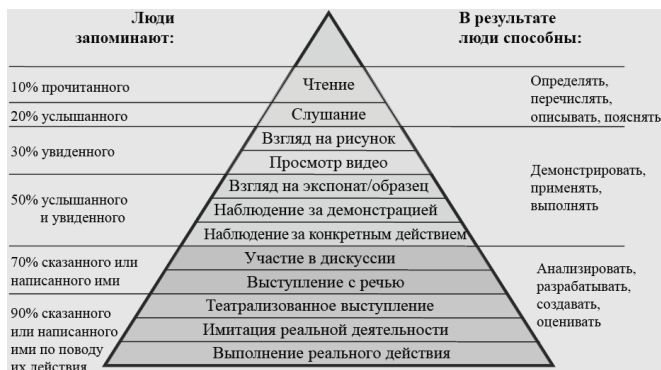 Люди
запоминают:
В результате
люди способны:
10% прочитанного
Чтение
Определять,
перечислять,
описывать, пояснять
20% услышанного
Слушание
30% увиденного
Взгляд на рисунок
Просмотр видео
Демонстрировать,
применять,
выполнять
50% услышанного
и увиденного
Взгляд на экспонат/образец
Наблюдение за демонстрацией
Наблюдение за конкретным действием
70% сказанного или
написанного ими
Участие в дискуссии
Выступление с речью
Анализировать,
разрабатывать,
создавать,
оценивать
90% сказанного
или написанного
ими по поводу
их действия
Театрализованное выступление
Имитация реальной деятельности
Выполнение реального действия